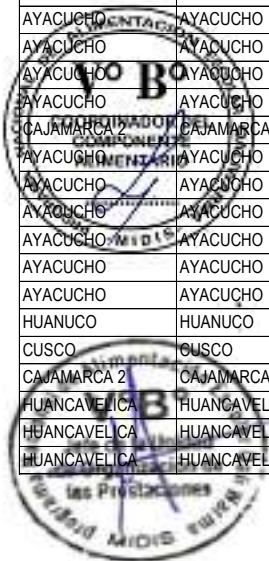 AYACUCHO AYACUCHO
AYACUCHO AYACUCHO
AYACUCHO AYACUCHO
AYACUCHO AYACUCHO
CAJAMARCA 2 CAJAMARCA
AYACUCHO AYACUCHO
AYACUCHO AYACUCHO
AYACUCHO AYACUCHO
AYACUCHO AYACUCHO
AYACUCHO AYACUCHO
AYACUCHO AYACUCHO
HUANUCO HUANUCO
CUSCO CUSCO
CAJAMARCA 2 CAJAMARCA
HUANCAVELICA HUANCAVEL
HUANCAVELICA HUANCAVEL
HUANCAVELICA HUANCAVEL
V° B°
COORDINADOR DEL
COMPONENTE
ALIMENTARIO
MIDIS
B°
las Prestaciones
MIDIS